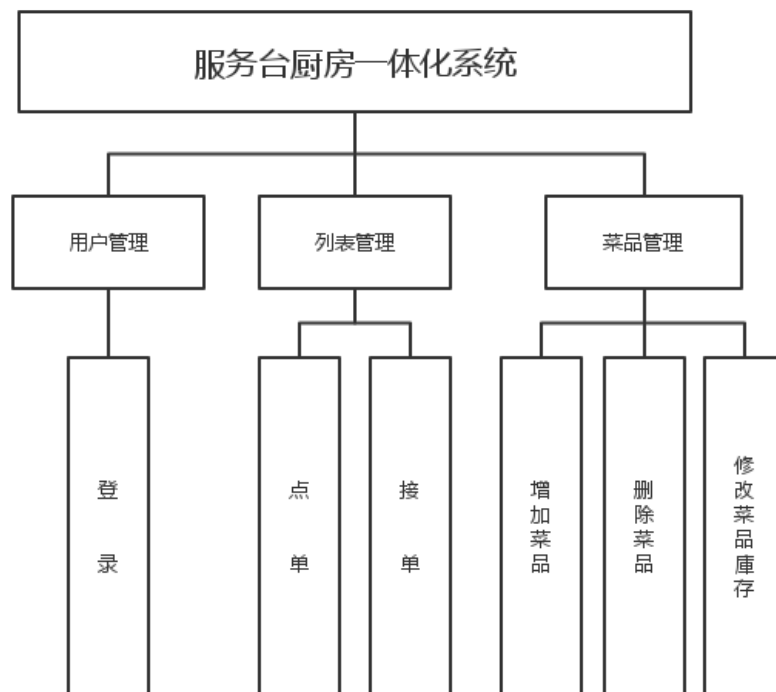 服务台厨房一体化系统
用户管理
列表管理
菜品管理
登录
点单
接单
增加菜品
删除菜品
修改菜品庫存